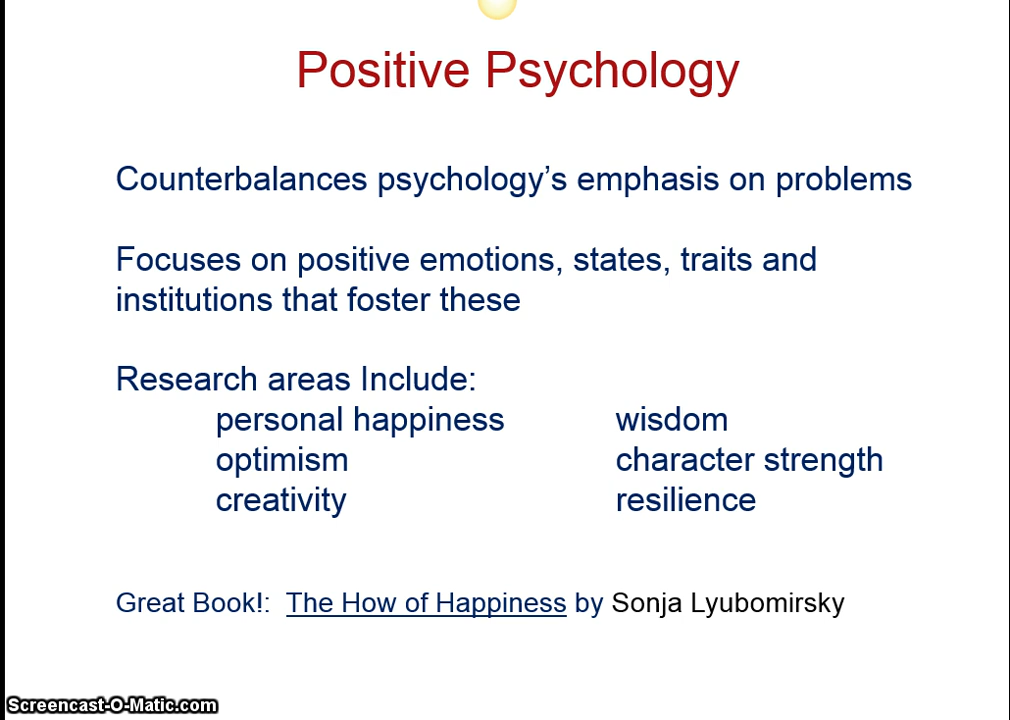 Positive Psychology
Counterbalances psychology’s emphasis on problems
Focuses on positive emotions, states, traits and
institutions that foster these
Research areas Include:
personal happiness wisdom
optimism character strength
creativity resilience
Great Book!: The How of Happiness by Sonja Lyubomirsky
Screencast-O-Matic.com